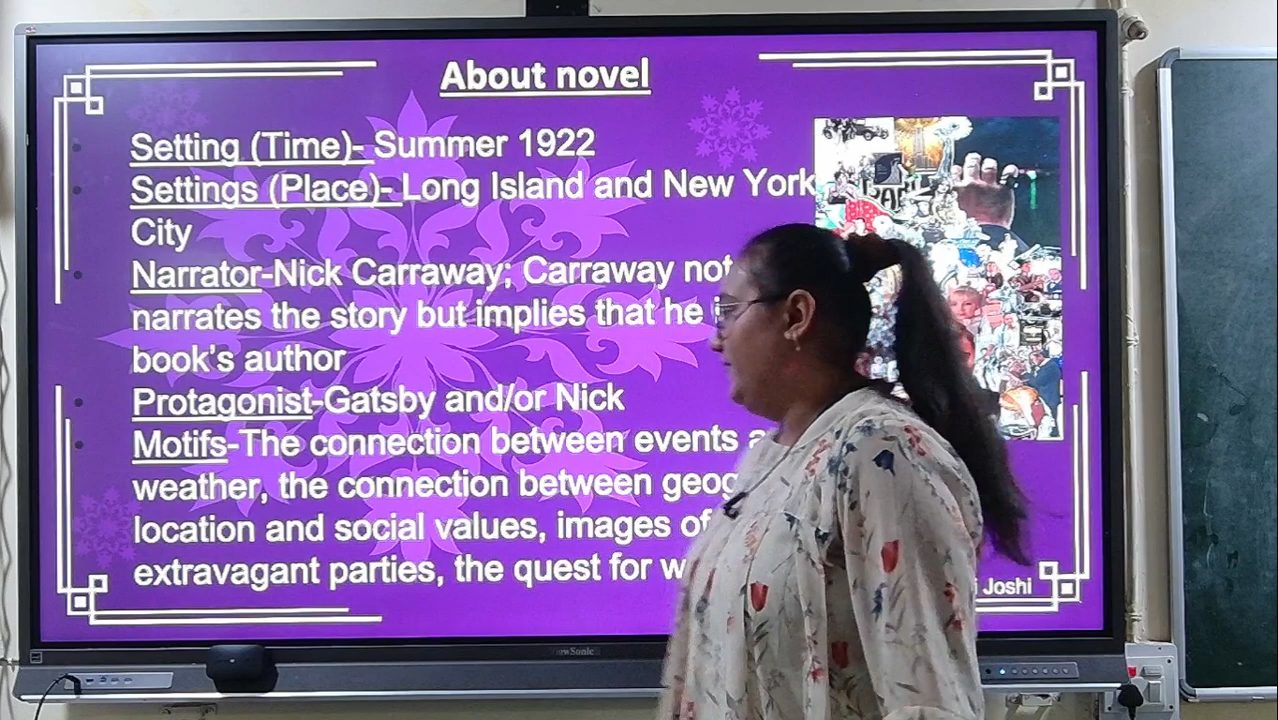 About novel
Setting (Time)- Summer 1922
Settings (Place)- Long Island and New York
City
Narrator-Nick Carraway; Carraway not
narrates the story but implies that he
book's author
Protagonist-Gatsby and/or Nick
Motifs-The connection between events
weather, the connection between
location and social values, images of
extravagant parties, the quest for
Joshi
ViewSonic